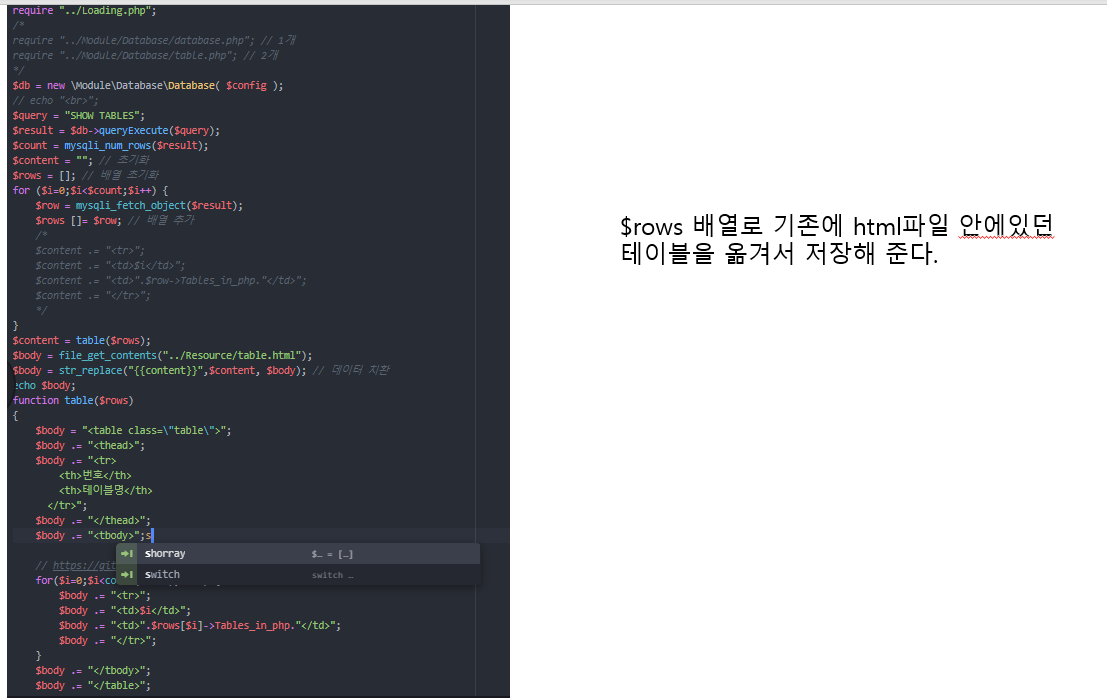 require "../Loading.php";
/*
require "../Module/Database/database.php"; // 1개
require "../Module/Database/table.php"; // 2개
*/
$db = new \Module\Database\Database( $config );
// echo "<br>";
$query = "SHOW TABLES";
$result = $db->queryExecute($query);
$count = mysqli_num_rows($result);
$content = ""; // 초기화
$rows = []; // 배열 초기화
for ($i=0;$i<$count;$i++) {
$row = mysqli_fetch_object($result);
$rows []= $row; // 배열 추가
/*
$content .= "<tr>";
$content .= "<td>$i</td>";
$content .= "<td>".$row->Tables_in_php."</td>";
$content .= "</tr>";
*/
}
$content = table($rows);
$body = file_get_contents("../Resource/table.html");
$body = str_replace("{{content}}",$content, $body); // 데이터 치환
echo $body;
function table($rows)
{
$body = "<table class=\"table\">";
$body .= "<thead>";
$body .= "<tr>
<th>번호</th>
<th>테이블명</th>
</tr>";
$body .= "</thead>";
$body .= "<tbody>";s
shorray $… = […]
switch switch …
// https://git
for($i=0;$i<co
$body .= "<tr>";
$body .= "<td>$i</td>";
$body .= "<td>".$rows[$i]->Tables_in_php."</td>";
$body .= "</tr>";
}
$body .= "</tbody>";
$body .= "</table>";
$rows 배열로 기존에 html파일 안에있던
테이블을 옮겨서 저장해 준다.